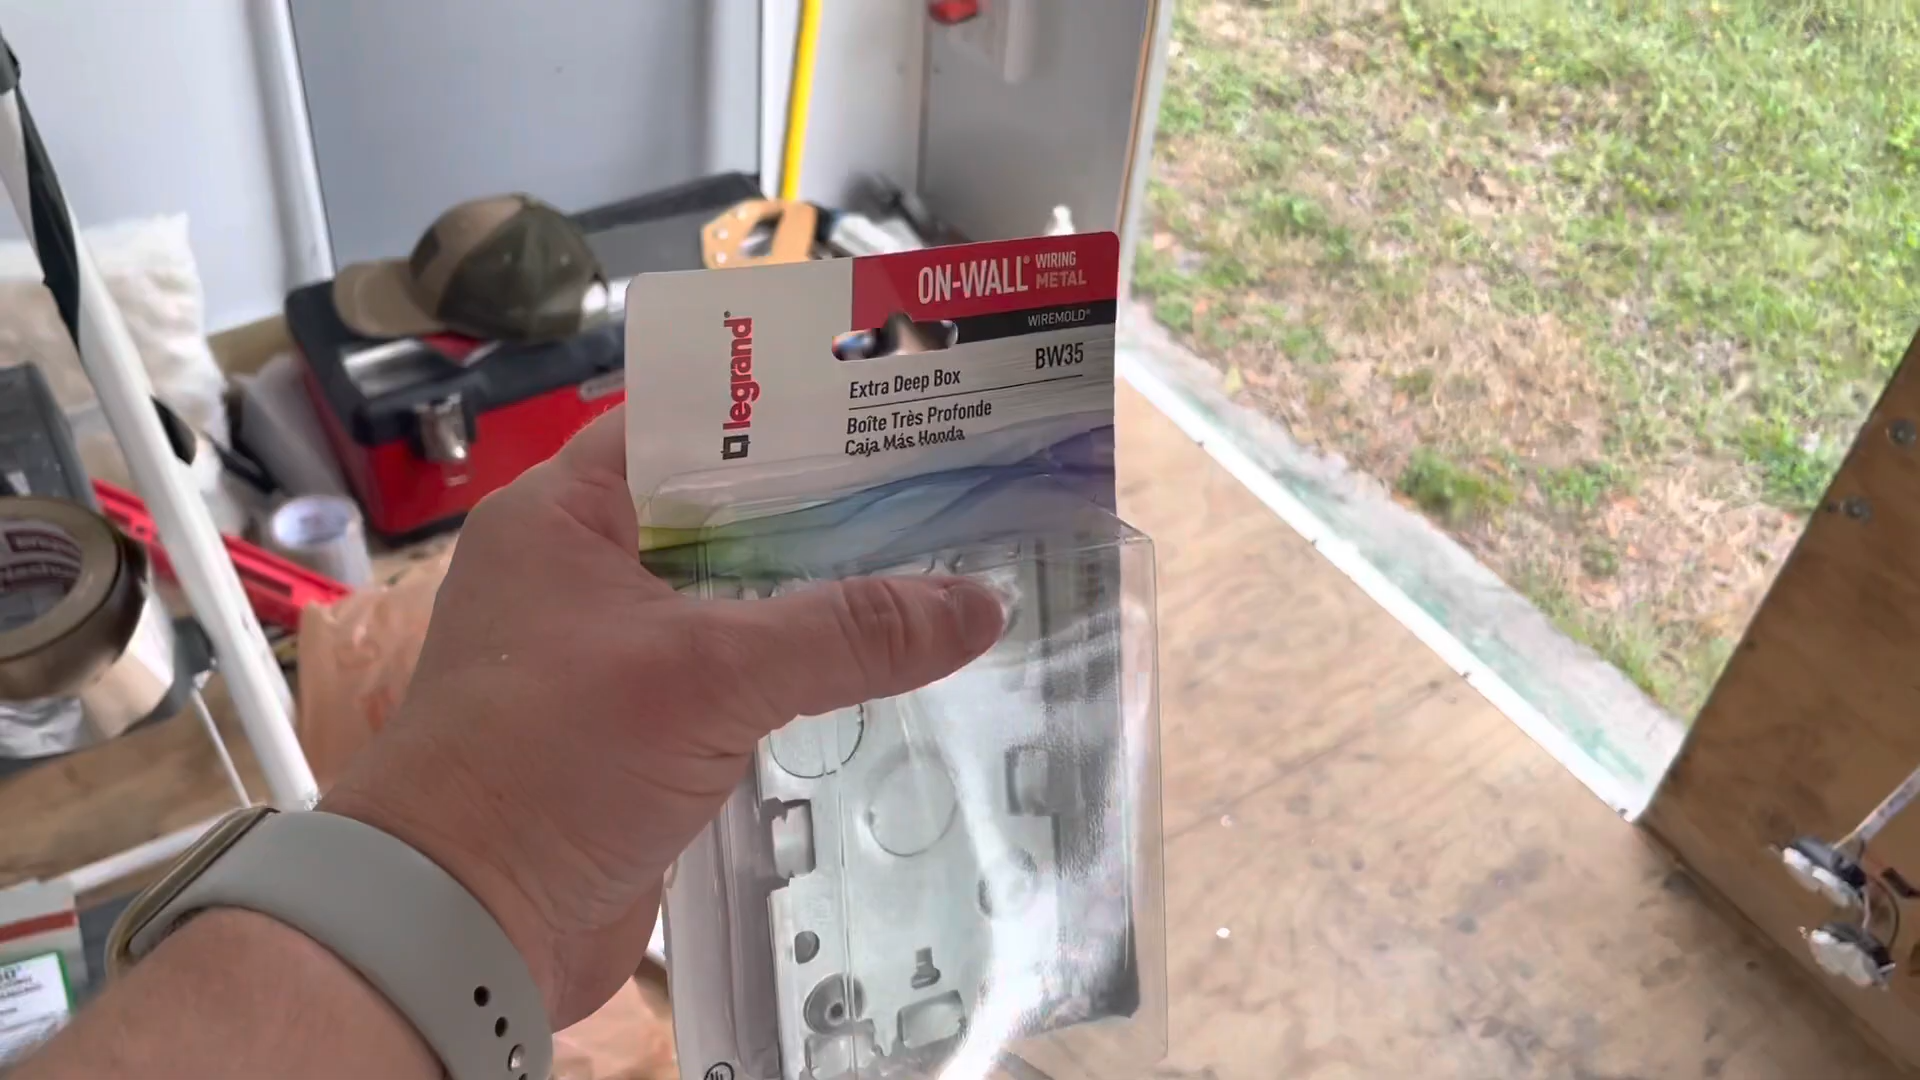 ON-WALL® WIRING
METAL
WIREMOLD®
legrand®
BW35
Extra Deep Box
Boîte Très Profonde
Caja Más Honda